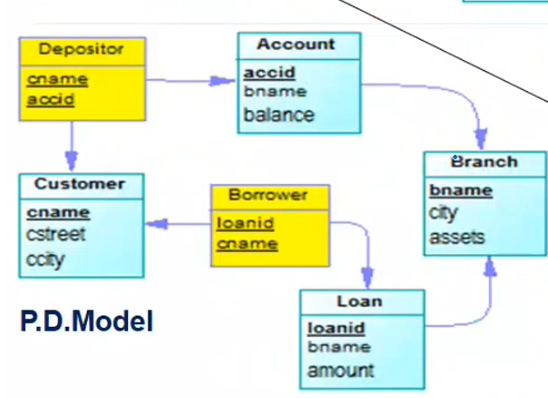 Depositor
cname
accid
Account
accid
bname
balance
Branch
bname
city
assets
Customer
cname
cstreet
ccity
Borrower
loanid
cname
Loan
loanid
bname
amount
P.D.Model